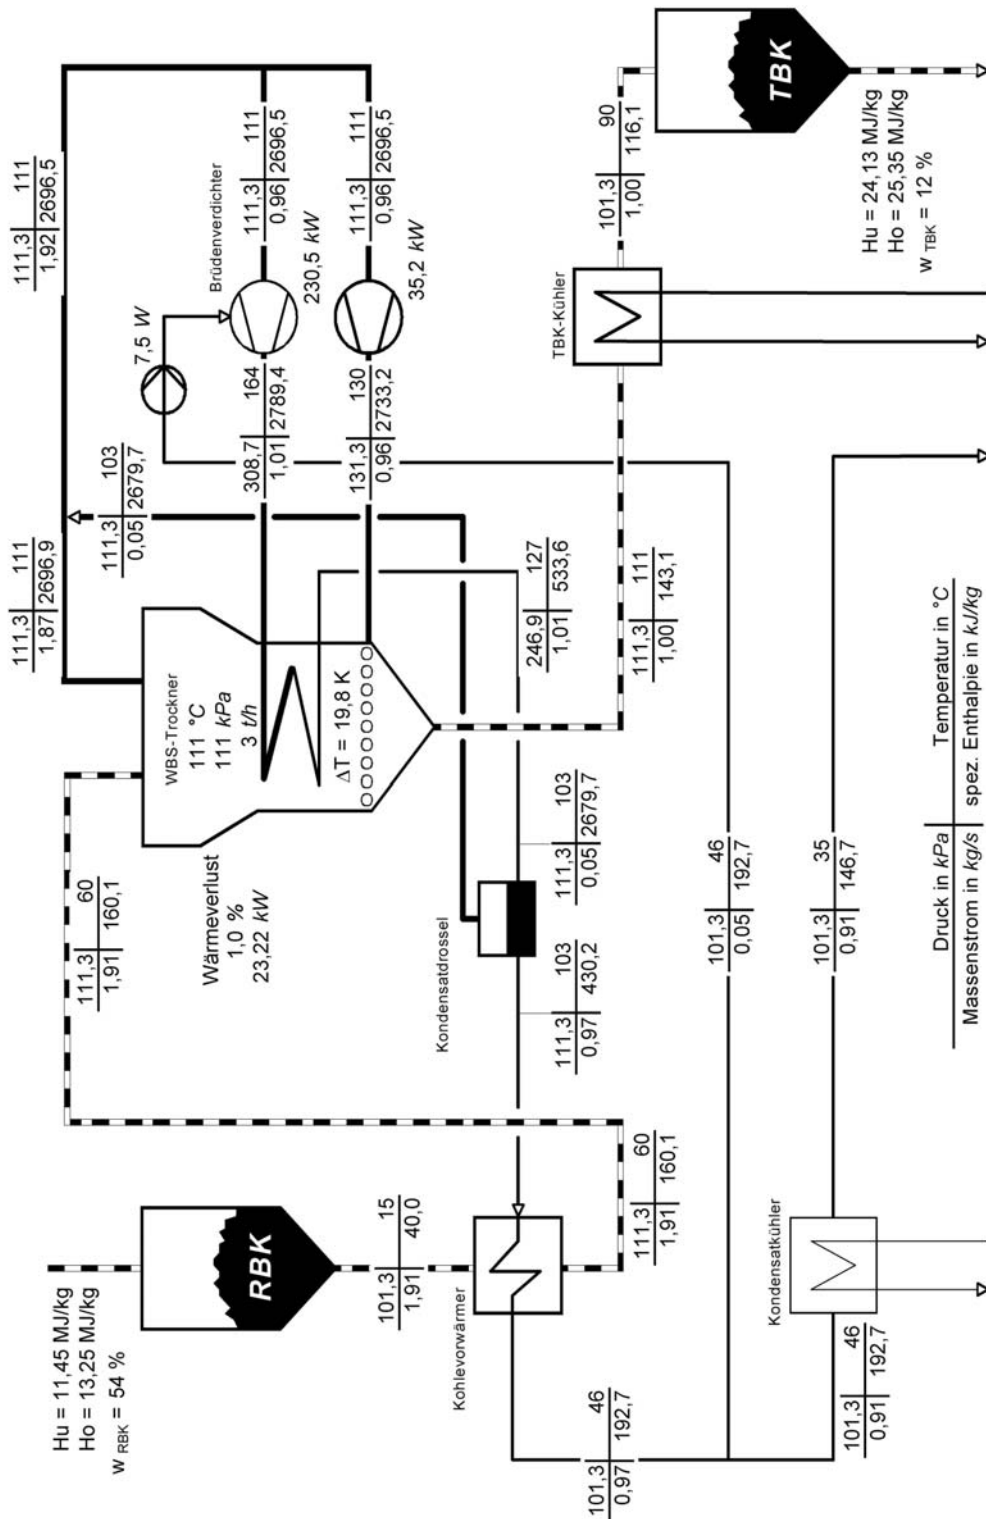 Hu = 11,45 MJ/kg
Ho = 13,25 MJ/kg
w RBK = 54 %
RBK
101,3 15
1,91 40,0
Kohlevorwärmer
111,3 60
1,91 160,1
101,3 46
0,97 192,7
101,3 46
0,91 192,7
Kondensatkühler
111,3 60
1,91 160,1
Wärmeverlust
1,0 %
23,22 kW
Kondensatdrossel
111,3 103
0,97 430,2
111,3 103
0,05 2679,7
WBS-Trockner
111 °C
111 kPa
3 t/h
ΔT = 19,8 K
111,3 111
1,87 2696,9
111,3 103
0,05 2679,7
111,3 111
1,92 2696,5
7,5 W
Brüdenverdichter
230,5 kW
35,2 kW
308,7 164
1,01 2789,4
131,3 130
0,96 2733,2
111,3 111
0,96 2696,5
111,3 111
0,96 2696,5
246,9 127
1,01 533,6
111,3 111
1,00 143,1
TBK-Kühler
101,3 90
1,00 116,1
TBK
Hu = 24,13 MJ/kg
Ho = 25,35 MJ/kg
w TBK = 12 %
101,3 46
0,05 192,7
101,3 35
0,91 146,7
Druck in kPa Temperatur in °C
Massenstrom in kg/s spez. Enthalpie in kJ/kg